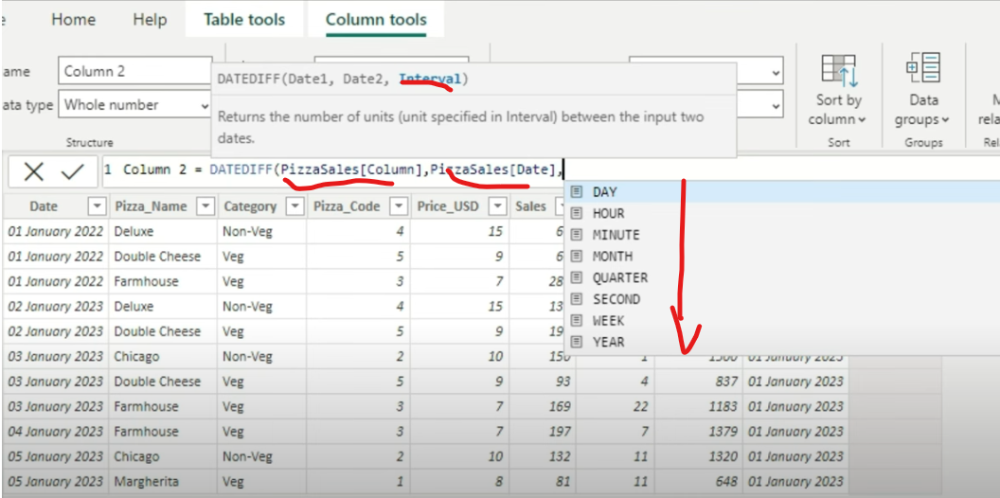 Home Help Table tools Column tools
ame Column 2
DATEDIFF(Date1, Date2, Interval)
ata type Whole number
Returns the number of units (unit specified in Interval) between the input two
dates.
Sort by
column
Data
groups
rela
Structure Sort Groups Rel
1 Column 2 = DATEDIFF(PizzaSales[Column],PizzaSales[Date],
DAY
HOUR
MINUTE
MONTH
QUARTER
SECOND
WEEK
YEAR
Date Pizza_Name Category Pizza_Code Price_USD Sales
01 January 2022 Deluxe Non-Veg 4 15 6
01 January 2022 Double Cheese Veg 5 9 6
01 January 2022 Farmhouse Veg 3 7 28
02 January 2023 Deluxe Non-Veg 4 15 13
02 January 2023 Double Cheese Veg 5 9 19
03 January 2023 Chicago Non-Veg 2 10 150 1 1500 01 January 2023
03 January 2023 Double Cheese Veg 5 9 93 4 837 01 January 2023
03 January 2023 Farmhouse Veg 3 7 169 22 1183 01 January 2023
04 January 2023 Farmhouse Veg 3 7 197 7 1379 01 January 2023
05 January 2023 Chicago Non-Veg 2 10 132 11 1320 01 January 2023
05 January 2023 Margherita Veg 1 8 81 11 648 01 January 2023